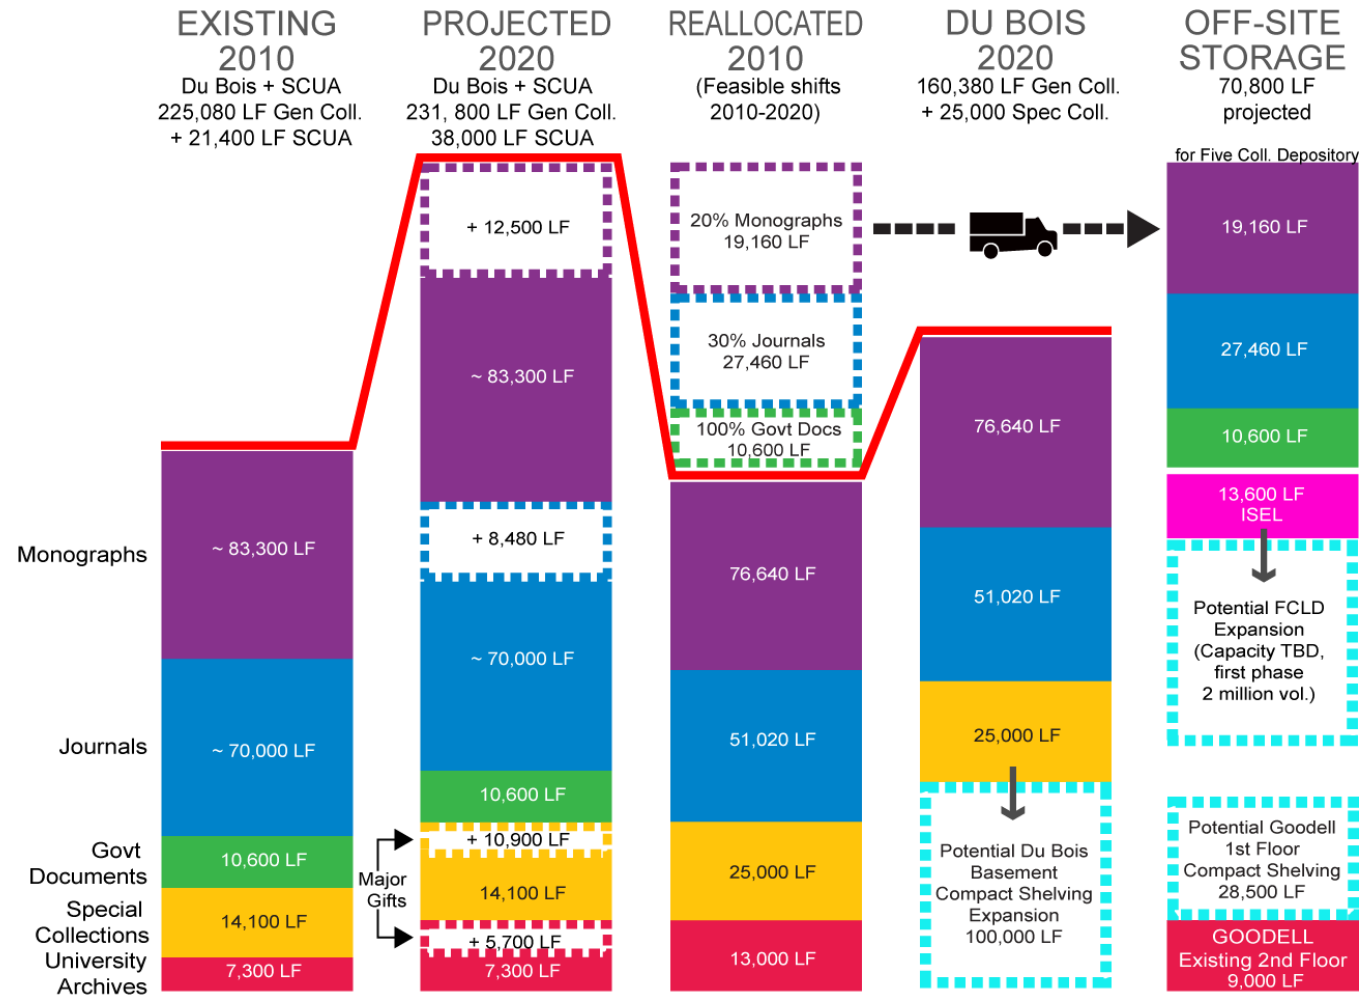 EXISTING
2010
Du Bois + SCUA
225,080 LF Gen Coll.
+ 21,400 LF SCUA
PROJECTED
2020
Du Bois + SCUA
231, 800 LF Gen Coll.
38,000 LF SCUA
REALLOCATED
2010
(Feasible shifts
2010-2020)
DU BOIS
2020
160,380 LF Gen Coll.
+ 25,000 Spec Coll.
OFF-SITE
STORAGE
70,800 LF
projected
for Five Coll. Depository
Monographs
Journals
Govt
Documents
Special
Collections
University
Archives
~ 83,300 LF
~ 70,000 LF
10,600 LF
14,100 LF
7,300 LF
Major
Gifts
+ 12,500 LF
~ 83,300 LF
+ 8,480 LF
~ 70,000 LF
10,600 LF
+ 10,900 LF
14,100 LF
+ 5,700 LF
7,300 LF
20% Monographs
19,160 LF
30% Journals
27,460 LF
100% Govt Docs
10,600 LF
76,640 LF
51,020 LF
25,000 LF
13,000 LF
76,640 LF
51,020 LF
25,000 LF
Potential Du Bois
Basement
Compact Shelving
Expansion
100,000 LF
19,160 LF
27,460 LF
10,600 LF
13,600 LF
ISEL
Potential FCLD
Expansion
(Capacity TBD,
first phase
2 million vol.)
Potential Goodell
1st Floor
Compact Shelving
28,500 LF
GOODELL
Existing 2nd Floor
9,000 LF